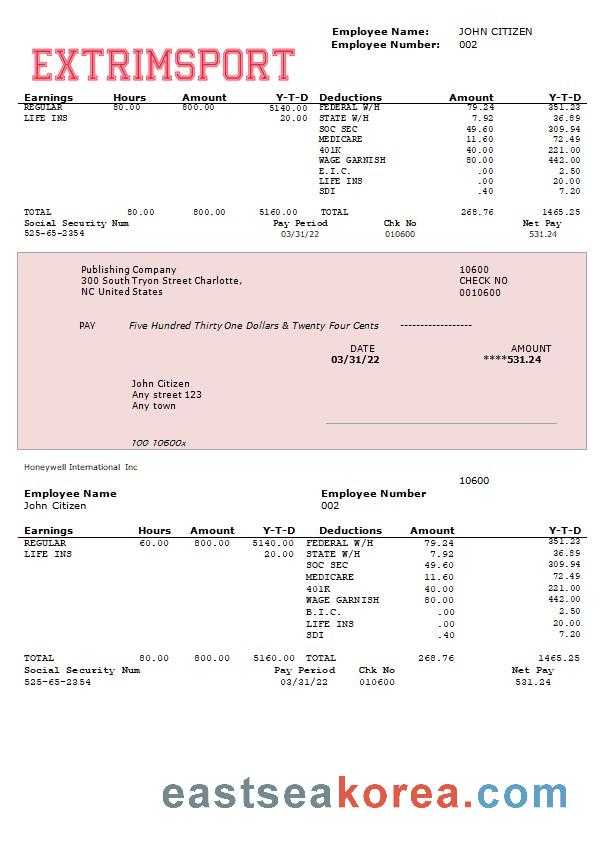 Employee Name: JOHN CITIZEN
Employee Number: 002
EXTRIMSPORT
Earnings Hours Amount Y-T-D Deductions Amount Y-T-D
REGULAR 80.00 800.00 5140.00 FEDERAL W/H 79.24 351.23
LIFE INS 20.00 STATE W/H 7.92 36.89
SOC SEC 49.60 309.94
MEDICARE 11.60 72.49
401K 40.00 221.00
WAGE GARNISH 80.00 442.00
E.I.C. .00 2.50
LIFE INS .00 20.00
SDI .40 7.20
TOTAL 80.00 800.00 5160.00 TOTAL 268.76 1465.25
Social Security Num Pay Period Chk No Net Pay
525-65-2354 03/31/22 010600 531.24
Publishing Company 10600
300 South Tryon Street Charlotte, CHECK NO
NC United States 0010600
PAY Five Hundred Thirty One Dollars & Twenty Four Cents ------------------
DATE AMOUNT
03/31/22 ****531.24
John Citizen
Any street 123
Any town
100 10600x
Honeywell International Inc
10600
Employee Name Employee Number
John Citizen 002
Earnings Hours Amount Y-T-D Deductions Amount Y-T-D
REGULAR 60.00 800.00 5140.00 FEDERAL W/H 79.24 351.23
LIFE INS 20.00 STATE W/H 7.92 36.89
SOC SEC 49.60 309.94
MEDICARE 11.60 72.49
401K 40.00 221.00
WAGE GARNISH 80.00 442.00
B.I.C. .00 2.50
LIFE INS .00 20.00
SDI .40 7.20
TOTAL 80.00 800.00 5160.00 TOTAL 268.76 1465.25
Social Security Num Pay Period Chk No Net Pay
525-65-2354 03/31/22 010600 531.24
eastseakorea.com